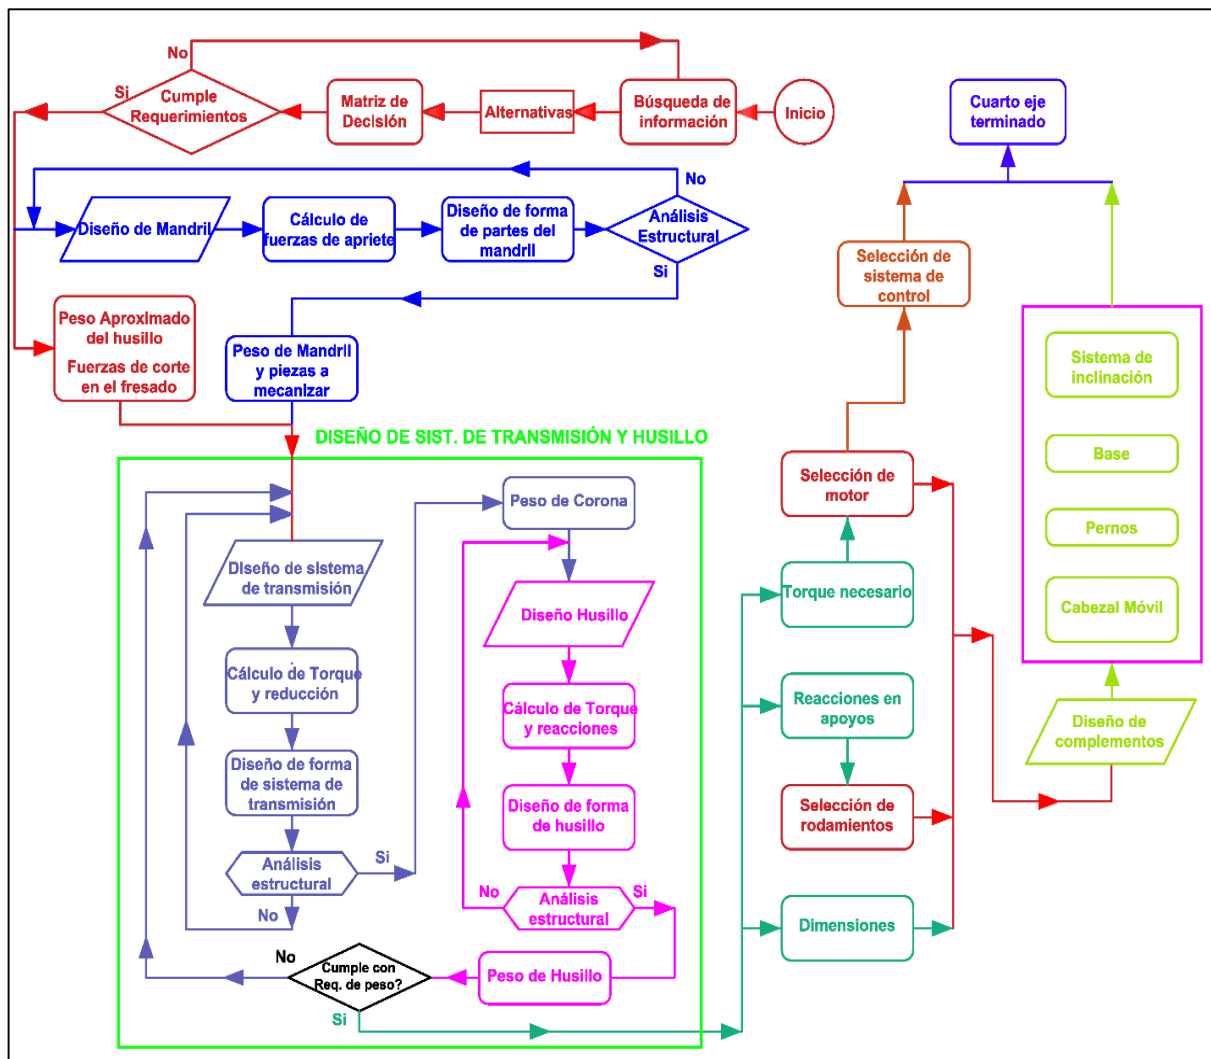 No
Si
Cumple
Requerimientos
Matriz de
Decisión
Alternativas
Búsqueda de
información
Inicio
Cuarto eje
terminado
No
Diseño de Mandril
Cálculo de
fuerzas de apriete
Diseño de forma
de partes del
mandril
Análisis
Estructural
Si
Selección de
sistema de
control
Peso Aproximado
del husillo
Fuerzas de corte
en el fresado
Peso de Mandril
y piezas a
mecanizar
Sistema de
inclinación
Base
Pernos
Cabezal Móvil
Diseño de
complementos
DISEÑO DE SIST. DE TRANSMISIÓN Y HUSILLO
Diseño de sistema
de transmisión
Cálculo de Torque
y reducción
Diseño de forma
de sistema de
transmisión
Análisis
estructural
Si
No
Peso de Corona
Diseño Husillo
Cálculo de Torque
y reacciones
Diseño de forma
de husillo
No
Análisis
estructural
Si
Peso de Husillo
No
Cumple con
Req. de peso?
Si
Selección de
motor
Torque necesario
Reacciones en
apoyos
Selección de
rodamientos
Dimensiones